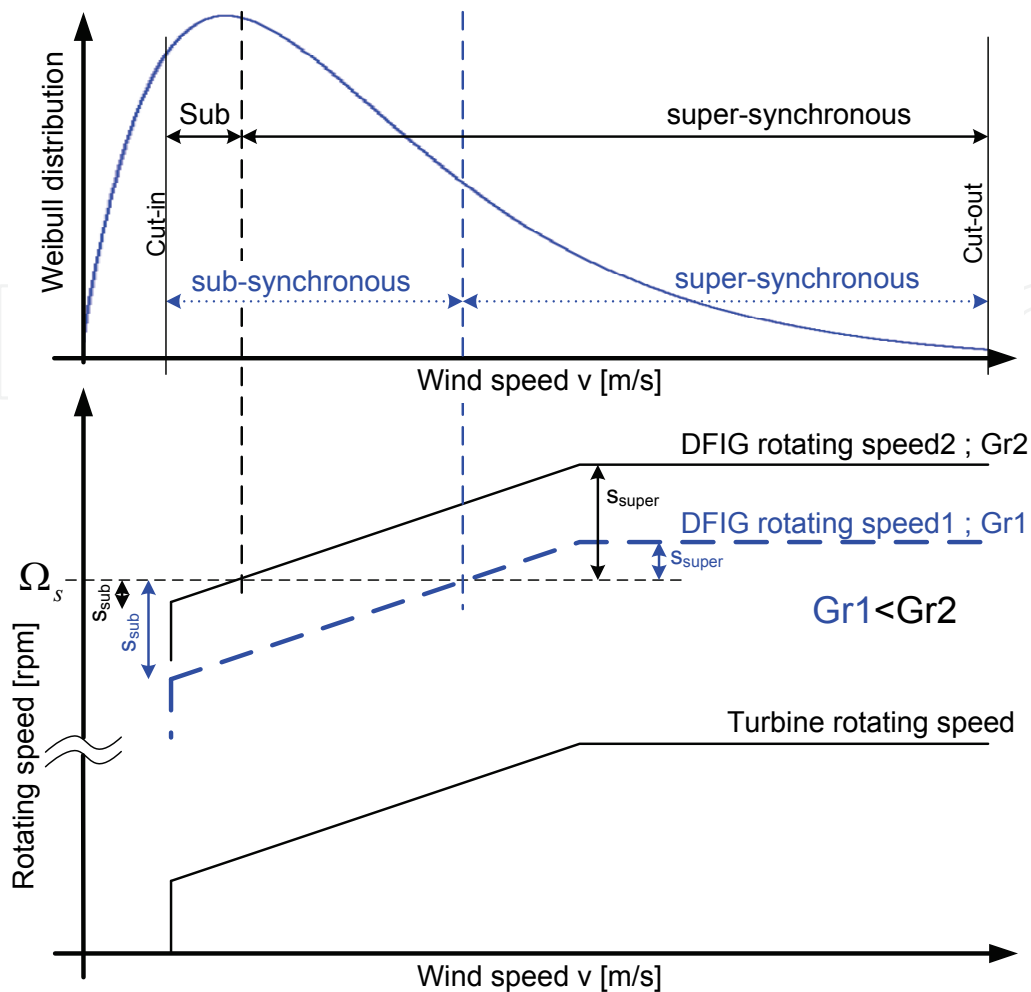 Weibull distribution
Sub
super-synchronous
Cut-in
Cut-out
sub-synchronous
super-synchronous
Wind speed v [m/s]
DFIG rotating speed2 ; Gr2
s_super
DFIG rotating speed1 ; Gr1
s_super
Ω_s
s_sub
s_sub
Gr1<Gr2
Rotating speed [rpm]
Turbine rotating speed
Wind speed v [m/s]